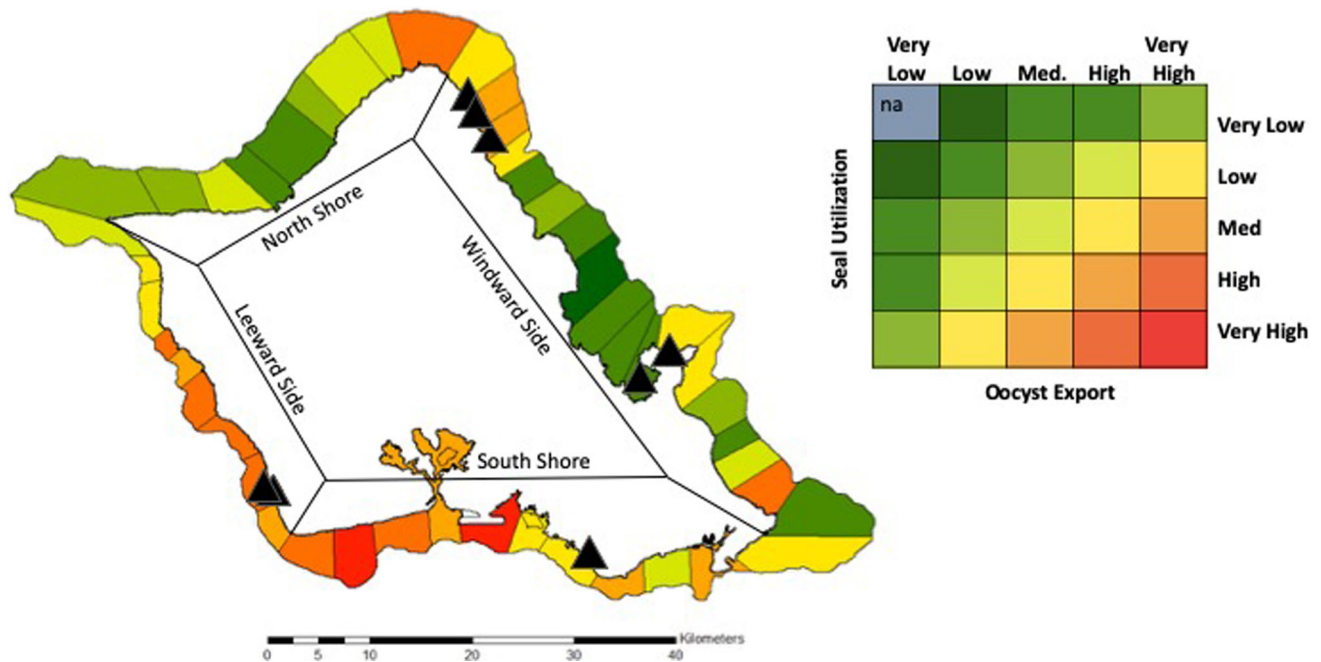 North Shore
Windward Side
Leeward Side
South Shore
Kilometers
0 5 10 20 30 40
Very Low Low Med. High Very High
na
Very Low
Low
Med
High
Very High
Seal Utilization
Oocyst Export